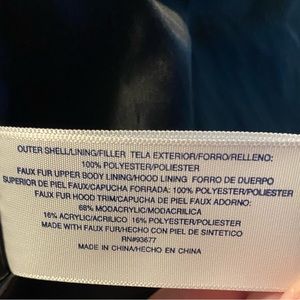 OUTER SHELL/LINING/FILLER TELA EXTERIOR/FORRO/RELLENO:
100% POLYESTER/POLIESTER
FAUX FUR UPPER BODY LINING/HOOD LINING FORRO DE DUERPO
SUPERIOR DE PIEL FAUX/CAPUCHA FORRADA: 100% POLYESTER/POLIESTER
FAUX FUR HOOD TRIM/CAPUCHA DE PIEL FAUX ADORNO:
68% MODACRYLIC/MODACRILICA
16% ACRYLIC/ACRILICO 16% POLYESTER/POLIESTER
MADE WITH FAUX FUR/HECHO CON PIEL DE SINTETICO
RN#93677
MADE IN CHINA/HECHO EN CHINA